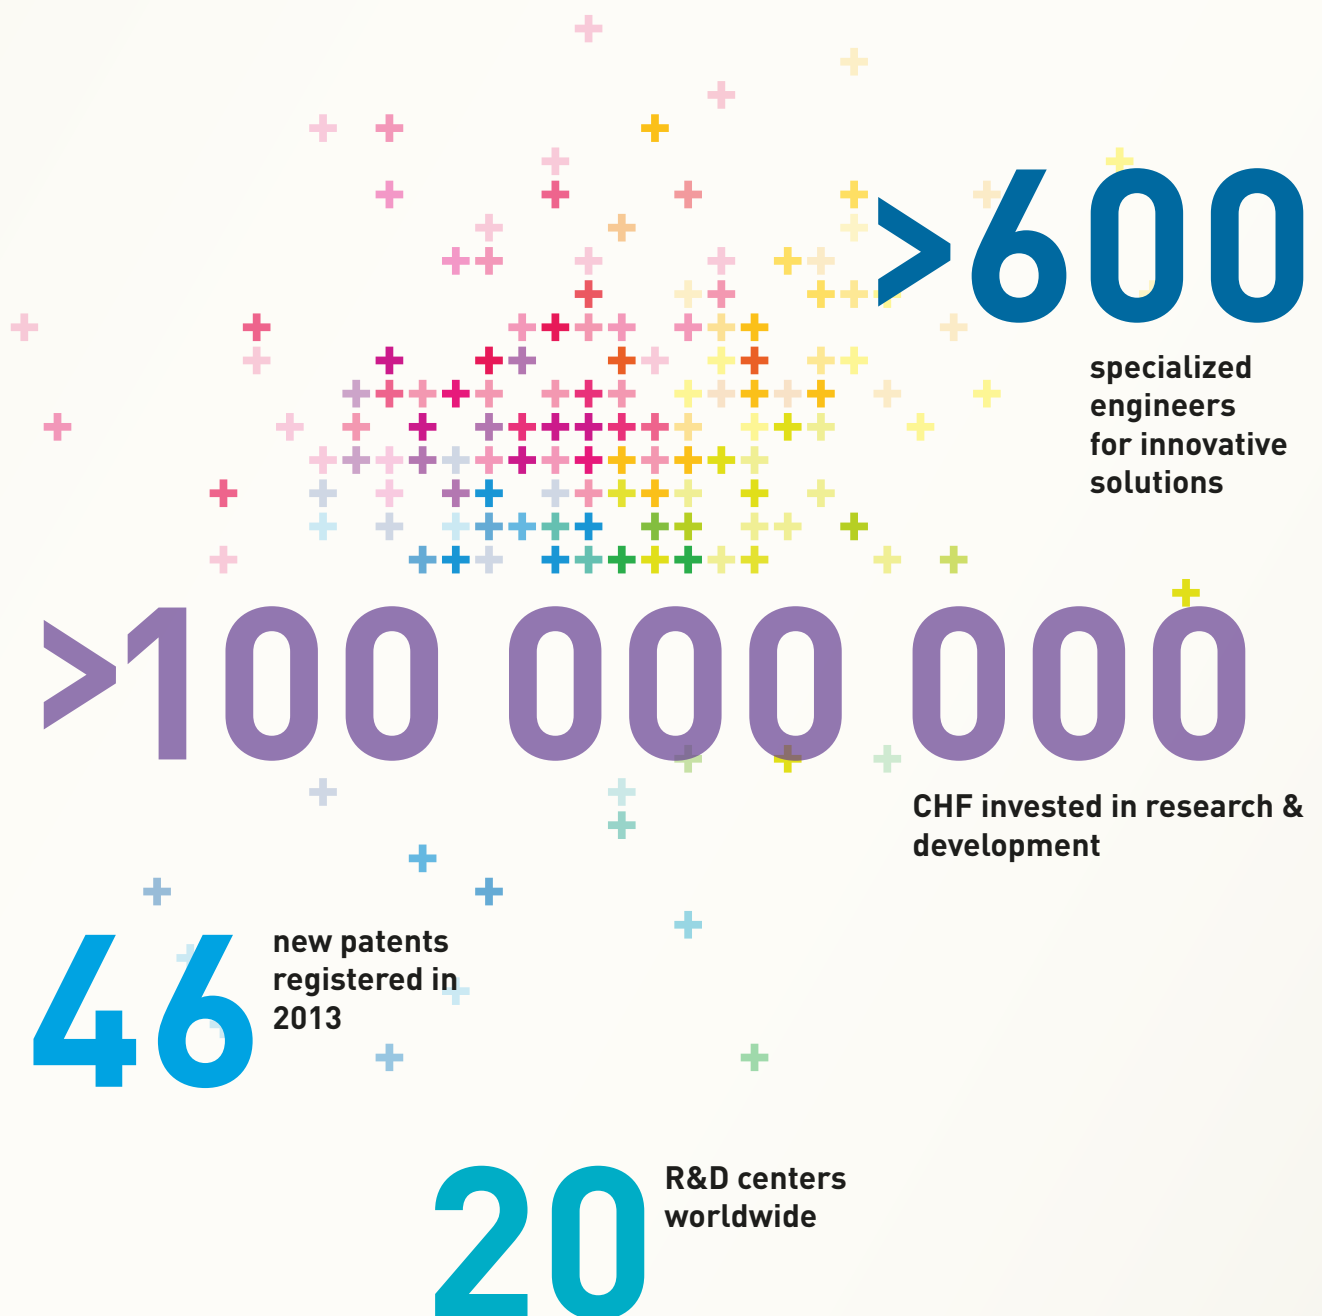 >600
specialized
engineers
for innovative
solutions
>100 000 000
CHF invested in research &
development
46
new patents
registered in
2013
20
R&D centers
worldwide